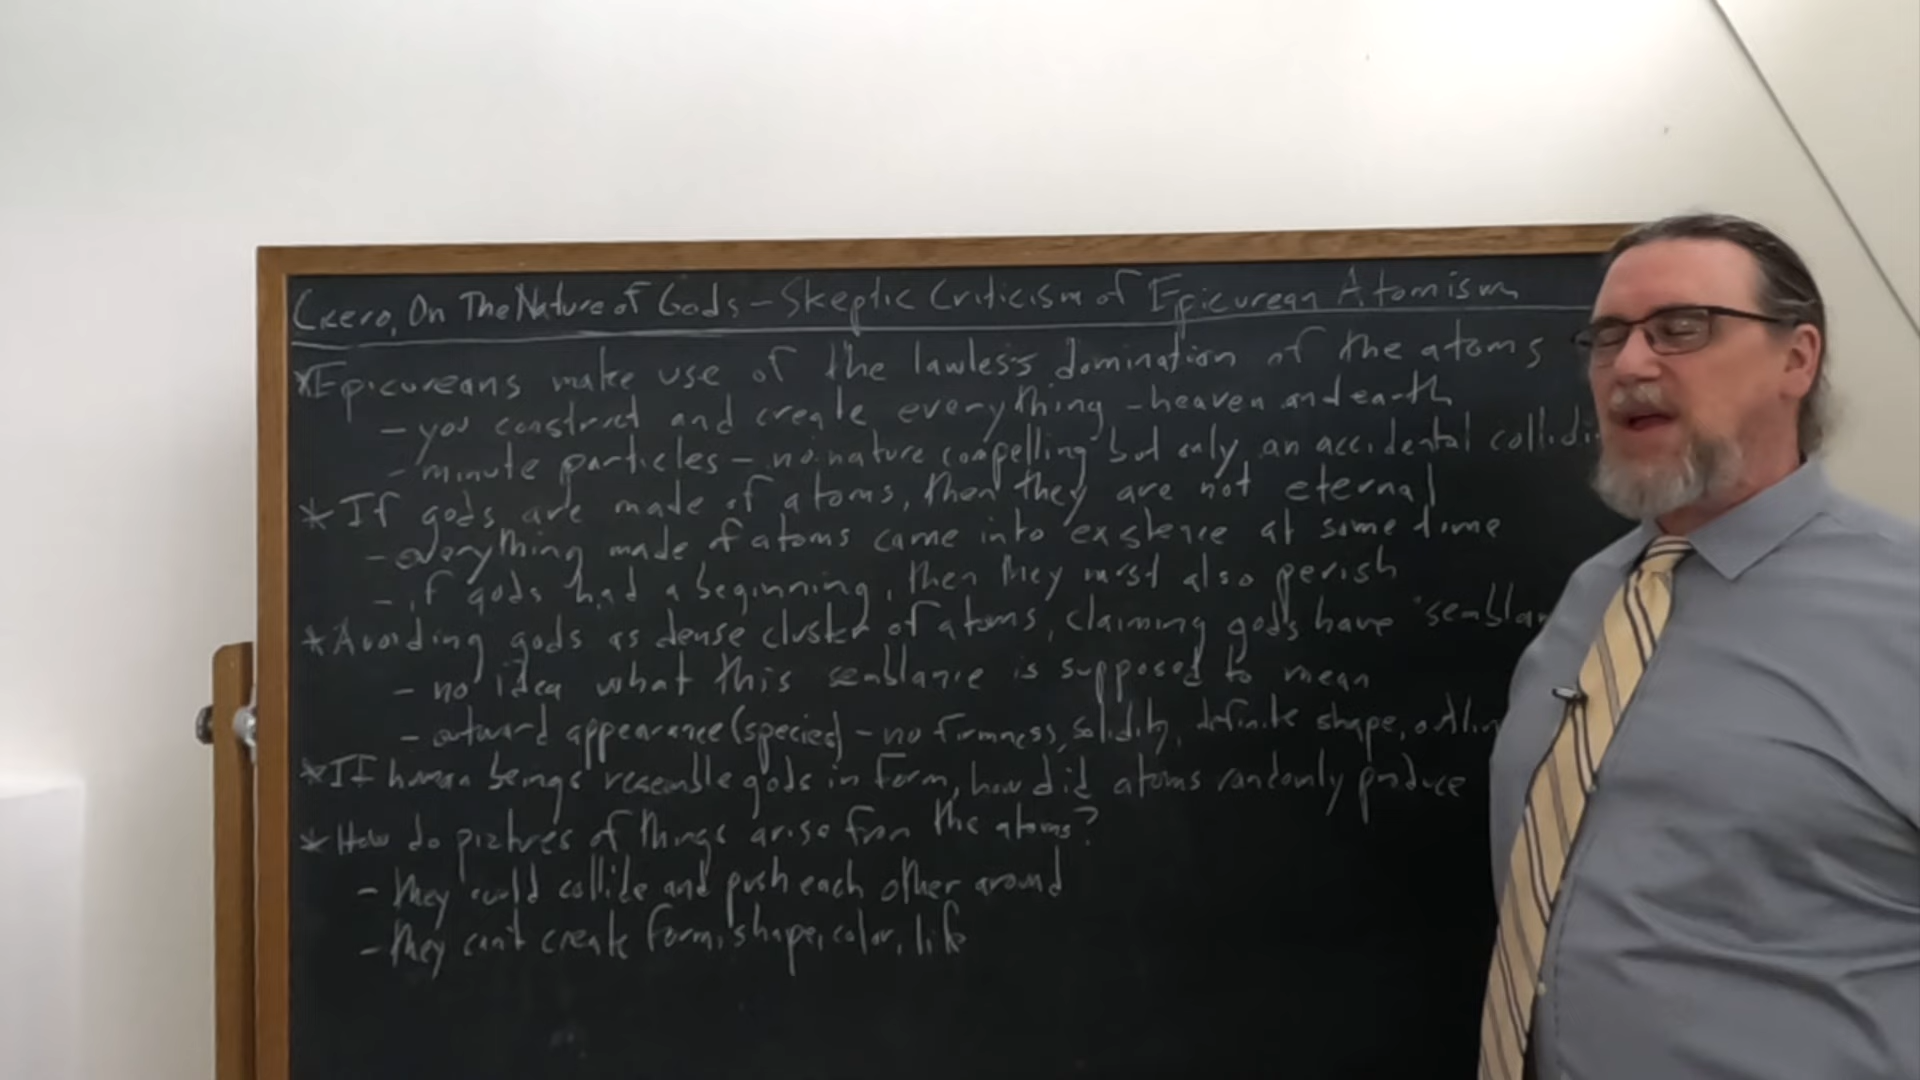 Cicero, On The Nature of Gods – Skeptic Criticism of Epicurean Atomism
*Epicureans make use of the lawless domination of the atoms
– you construct and create everything – heaven and earth
– minute particles – no nature compelling but only an accidental collidi
* If gods are made of atoms, then they are not eternal
– everything made of atoms came into existence at some time
– if gods had a beginning, then they must also perish
* Avoiding gods as dense cluster of atoms, claiming gods have "semblan
– no idea what this semblance is supposed to mean
– outward appearance (species) – no firmness, solidity, definite shape, outlin
*If human beings resemble gods in form, how did atoms randomly produce
* How do pictures of things arise from the atoms?
– they could collide and push each other around
– they can't create form, shape, color, life